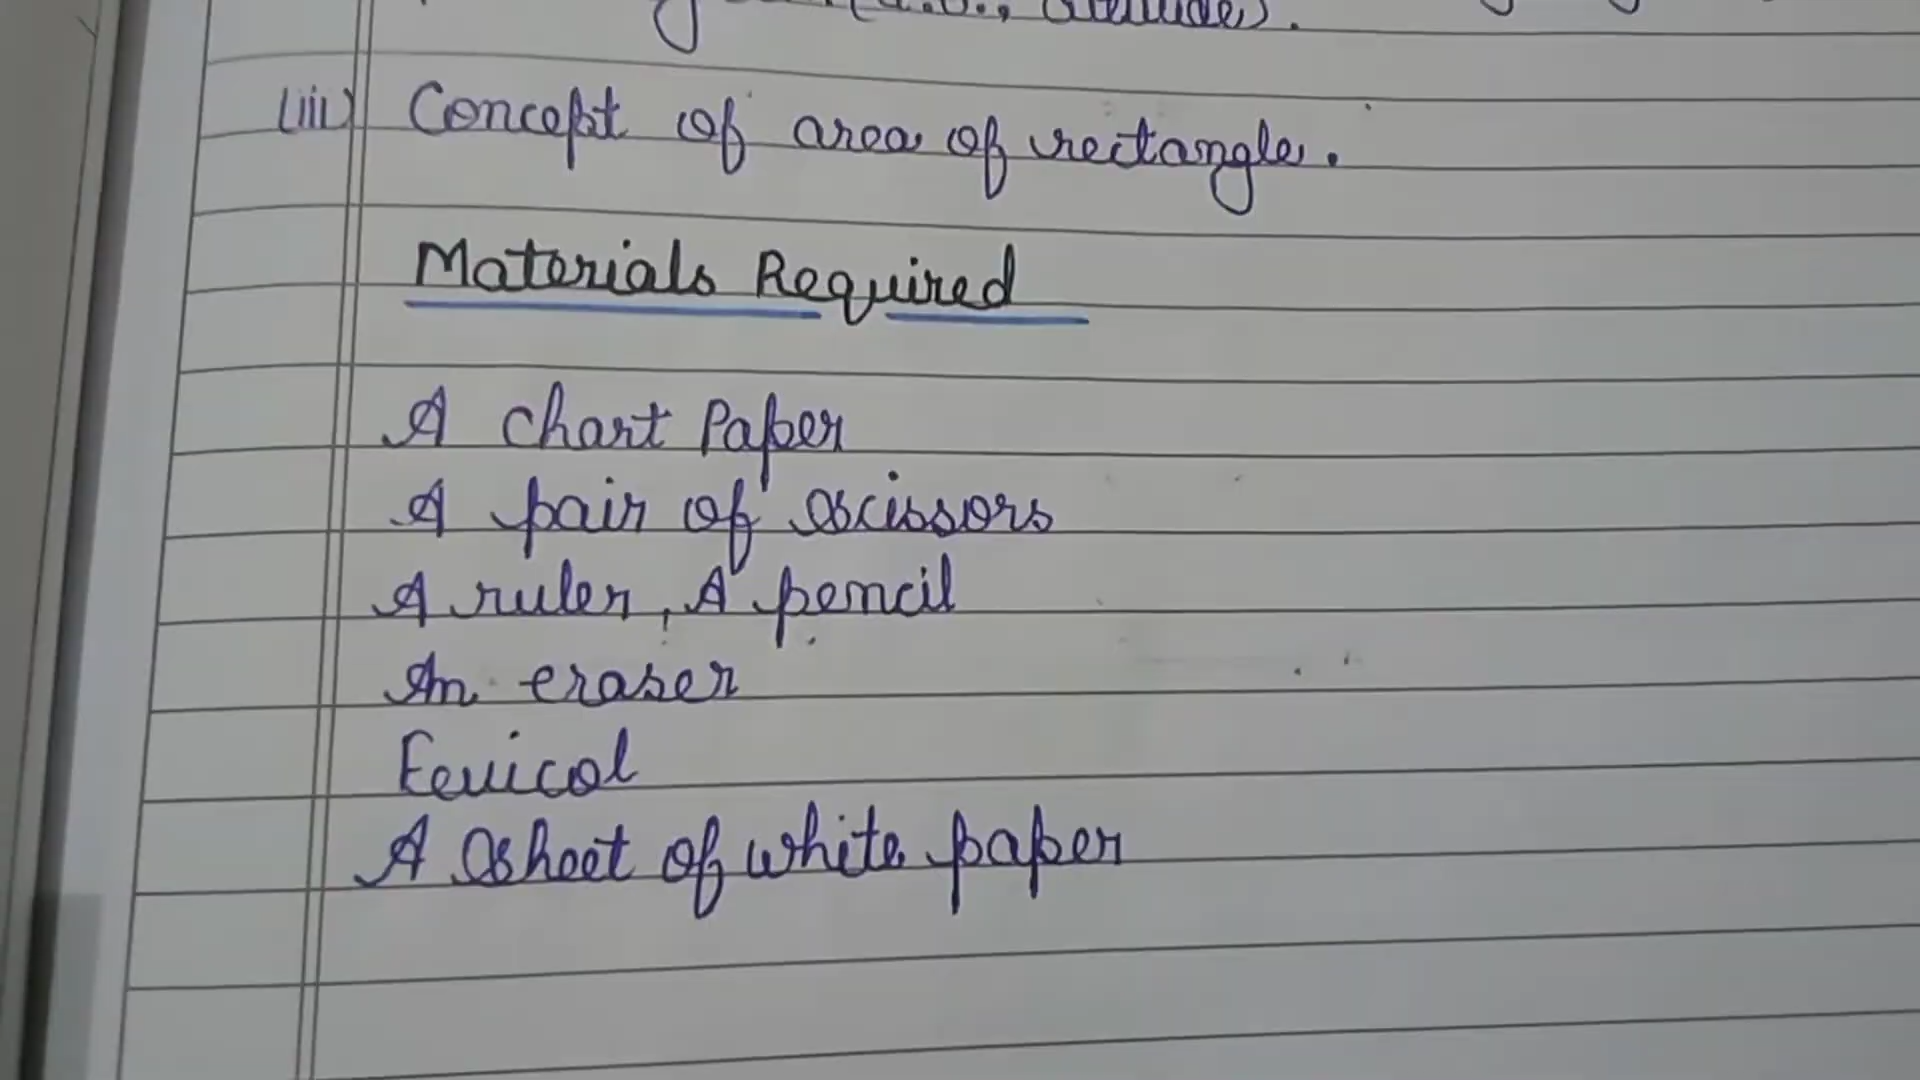 (iii) Concept of area of rectangle.
Materials Required
A chart Paper
A pair of scissors
A ruler, A pencil
An eraser
Fevicol
A sheet of white paper